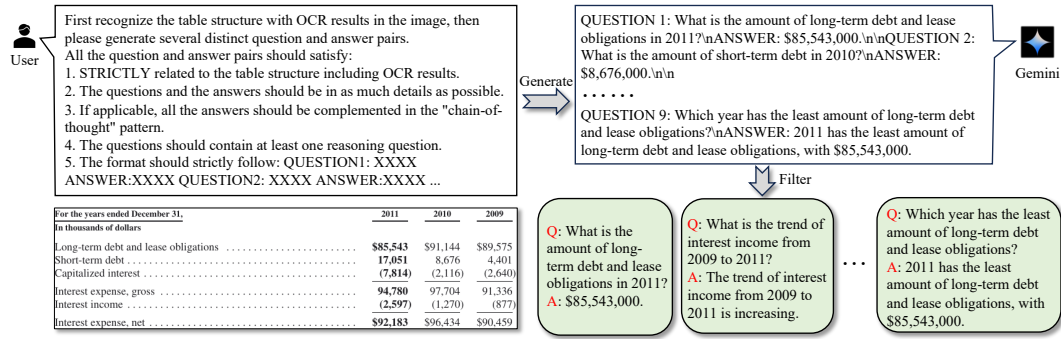 First recognize the table structure with OCR results in the image, then
please generate several distinct question and answer pairs.
All the question and answer pairs should satisfy:
1. STRICTLY related to the table structure including OCR results.
2. The questions and the answers should be in as much details as possible.
3. If applicable, all the answers should be complemented in the "chain-of-
thought" pattern.
4. The questions should contain at least one reasoning question.
5. The format should strictly follow: QUESTION1: XXXX
ANSWER:XXXX QUESTION2: XXXX ANSWER:XXXX ...
User
Generate
QUESTION 1: What is the amount of long-term debt and lease
obligations in 2011?\nANSWER: $85,543,000.\n\nQUESTION 2:
What is the amount of short-term debt in 2010?\nANSWER:
$8,676,000.\n\n
······
QUESTION 9: Which year has the least amount of long-term debt
and lease obligations?\nANSWER: 2011 has the least amount of
long-term debt and lease obligations, with $85,543,000.
Gemini
Filter
For the years ended December 31, 2011 2010 2009
In thousands of dollars
Long-term debt and lease obligations $85,543 $91,144 $89,575
Short-term debt 17,051 8,676 4,401
Capitalized interest (7,814) (2,116) (2,640)
Interest expense, gross 94,780 97,704 91,336
Interest income (2,597) (1,270) (877)
Interest expense, net $92,183 $96,434 $90,459
Q: What is the
amount of long-
term debt and lease
obligations in 2011?
A: $85,543,000.
Q: What is the trend of
interest income from
2009 to 2011?
A: The trend of interest
income from 2009 to
2011 is increasing.
...
Q: Which year has the least
amount of long-term debt
and lease obligations?
A: 2011 has the least
amount of long-term debt
and lease obligations, with
$85,543,000.